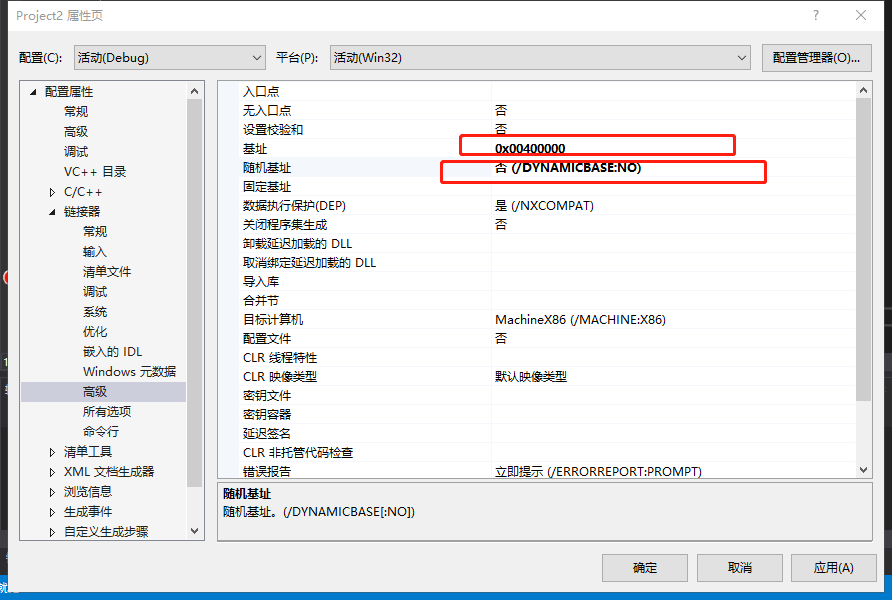 Project2 属性页
?
配置(C): 活动(Debug) 平台(P): 活动(Win32) 配置管理器(O)...
配置属性
常规
高级
调试
VC++ 目录
C/C++
链接器
常规
输入
清单文件
调试
系统
优化
嵌入的 IDL
Windows 元数据
高级
所有选项
命令行
清单工具
XML 文档生成器
浏览信息
生成事件
自定义生成步骤
入口点
无入口点 否
设置校验和 否
基址 0x00400000
随机基址 否 (/DYNAMICBASE:NO)
固定基址
数据执行保护(DEP) 是 (/NXCOMPAT)
关闭程序集生成 否
卸载延迟加载的 DLL
取消绑定延迟加载的 DLL
导入库
合并节
目标计算机 MachineX86 (/MACHINE:X86)
配置文件 否
CLR 线程特性
CLR 映像类型 默认映像类型
密钥文件
密钥容器
延迟签名
CLR 非托管代码检查
错误报告 立即提示 (/ERRORREPORT:PROMPT)
随机基址
随机基址。(/DYNAMICBASE[:NO])
确定 取消 应用(A)